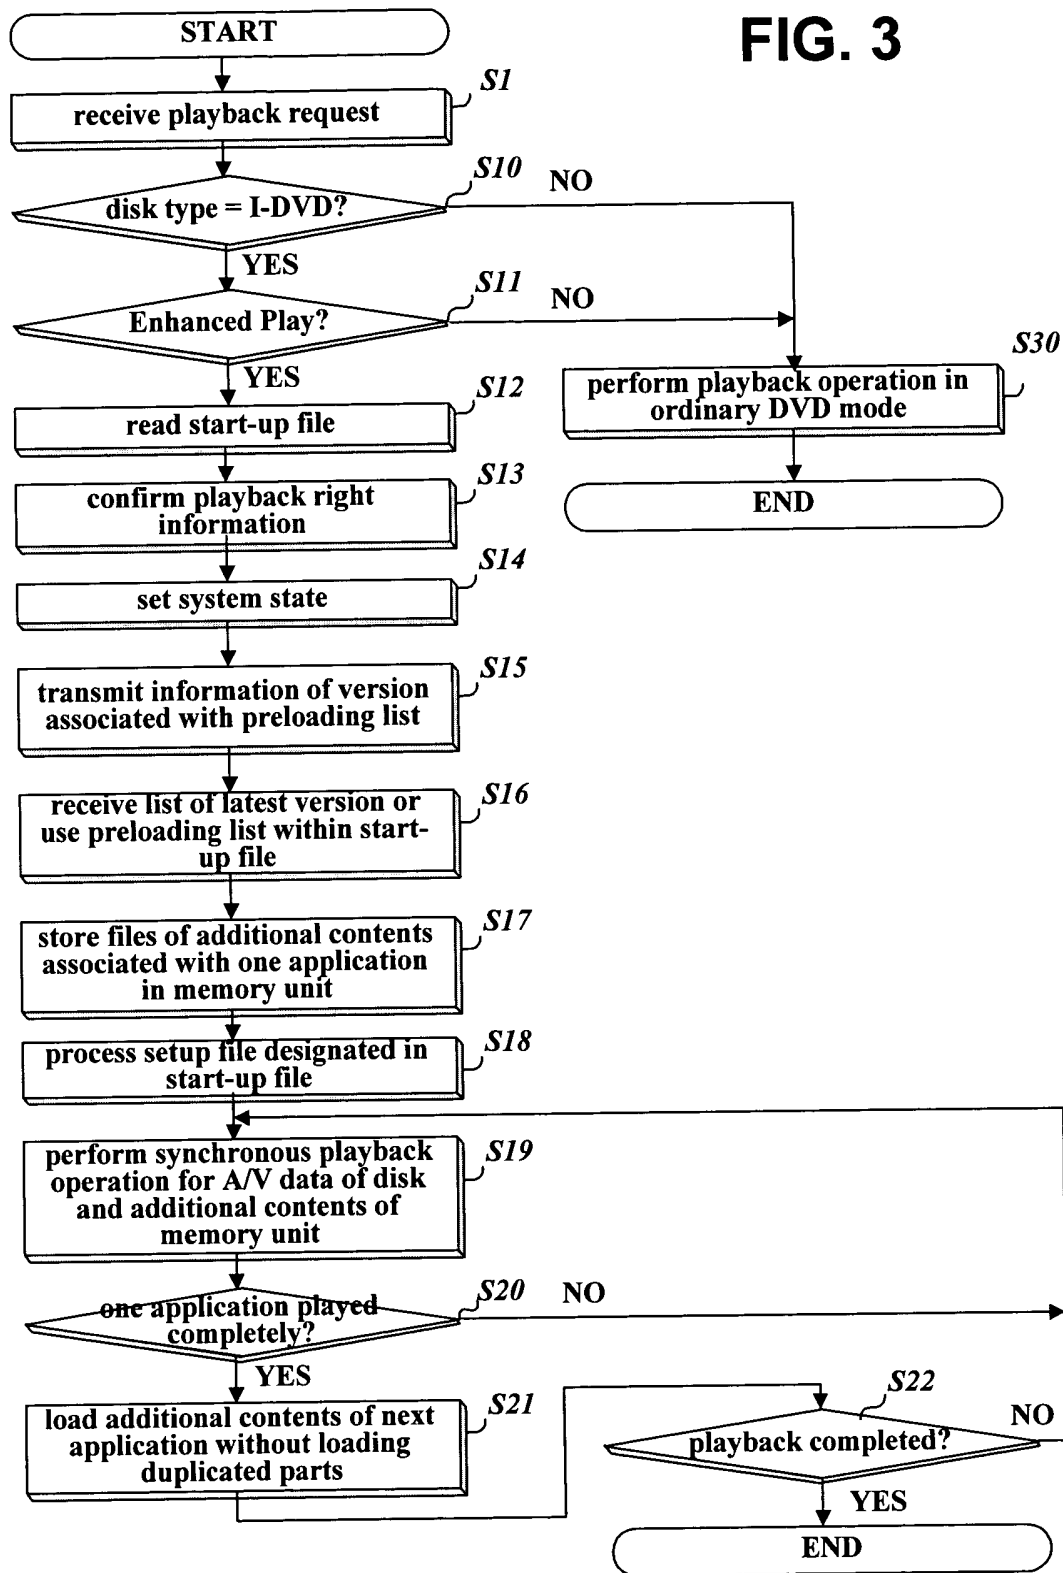 FIG. 3
START
S1
receive playback request
S10
disk type = I-DVD?
NO
YES
S11
Enhanced Play?
NO
YES
S30
perform playback operation in
ordinary DVD mode
END
S12
read start-up file
S13
confirm playback right
information
S14
set system state
S15
transmit information of version
associated with preloading list
S16
receive list of latest version or
use preloading list within start-
up file
S17
store files of additional contents
associated with one application
in memory unit
S18
process setup file designated in
start-up file
S19
perform synchronous playback
operation for A/V data of disk
and additional contents of
memory unit
S20
one application played
completely?
NO
YES
S21
load additional contents of next
application without loading
duplicated parts
S22
playback completed?
NO
YES
END